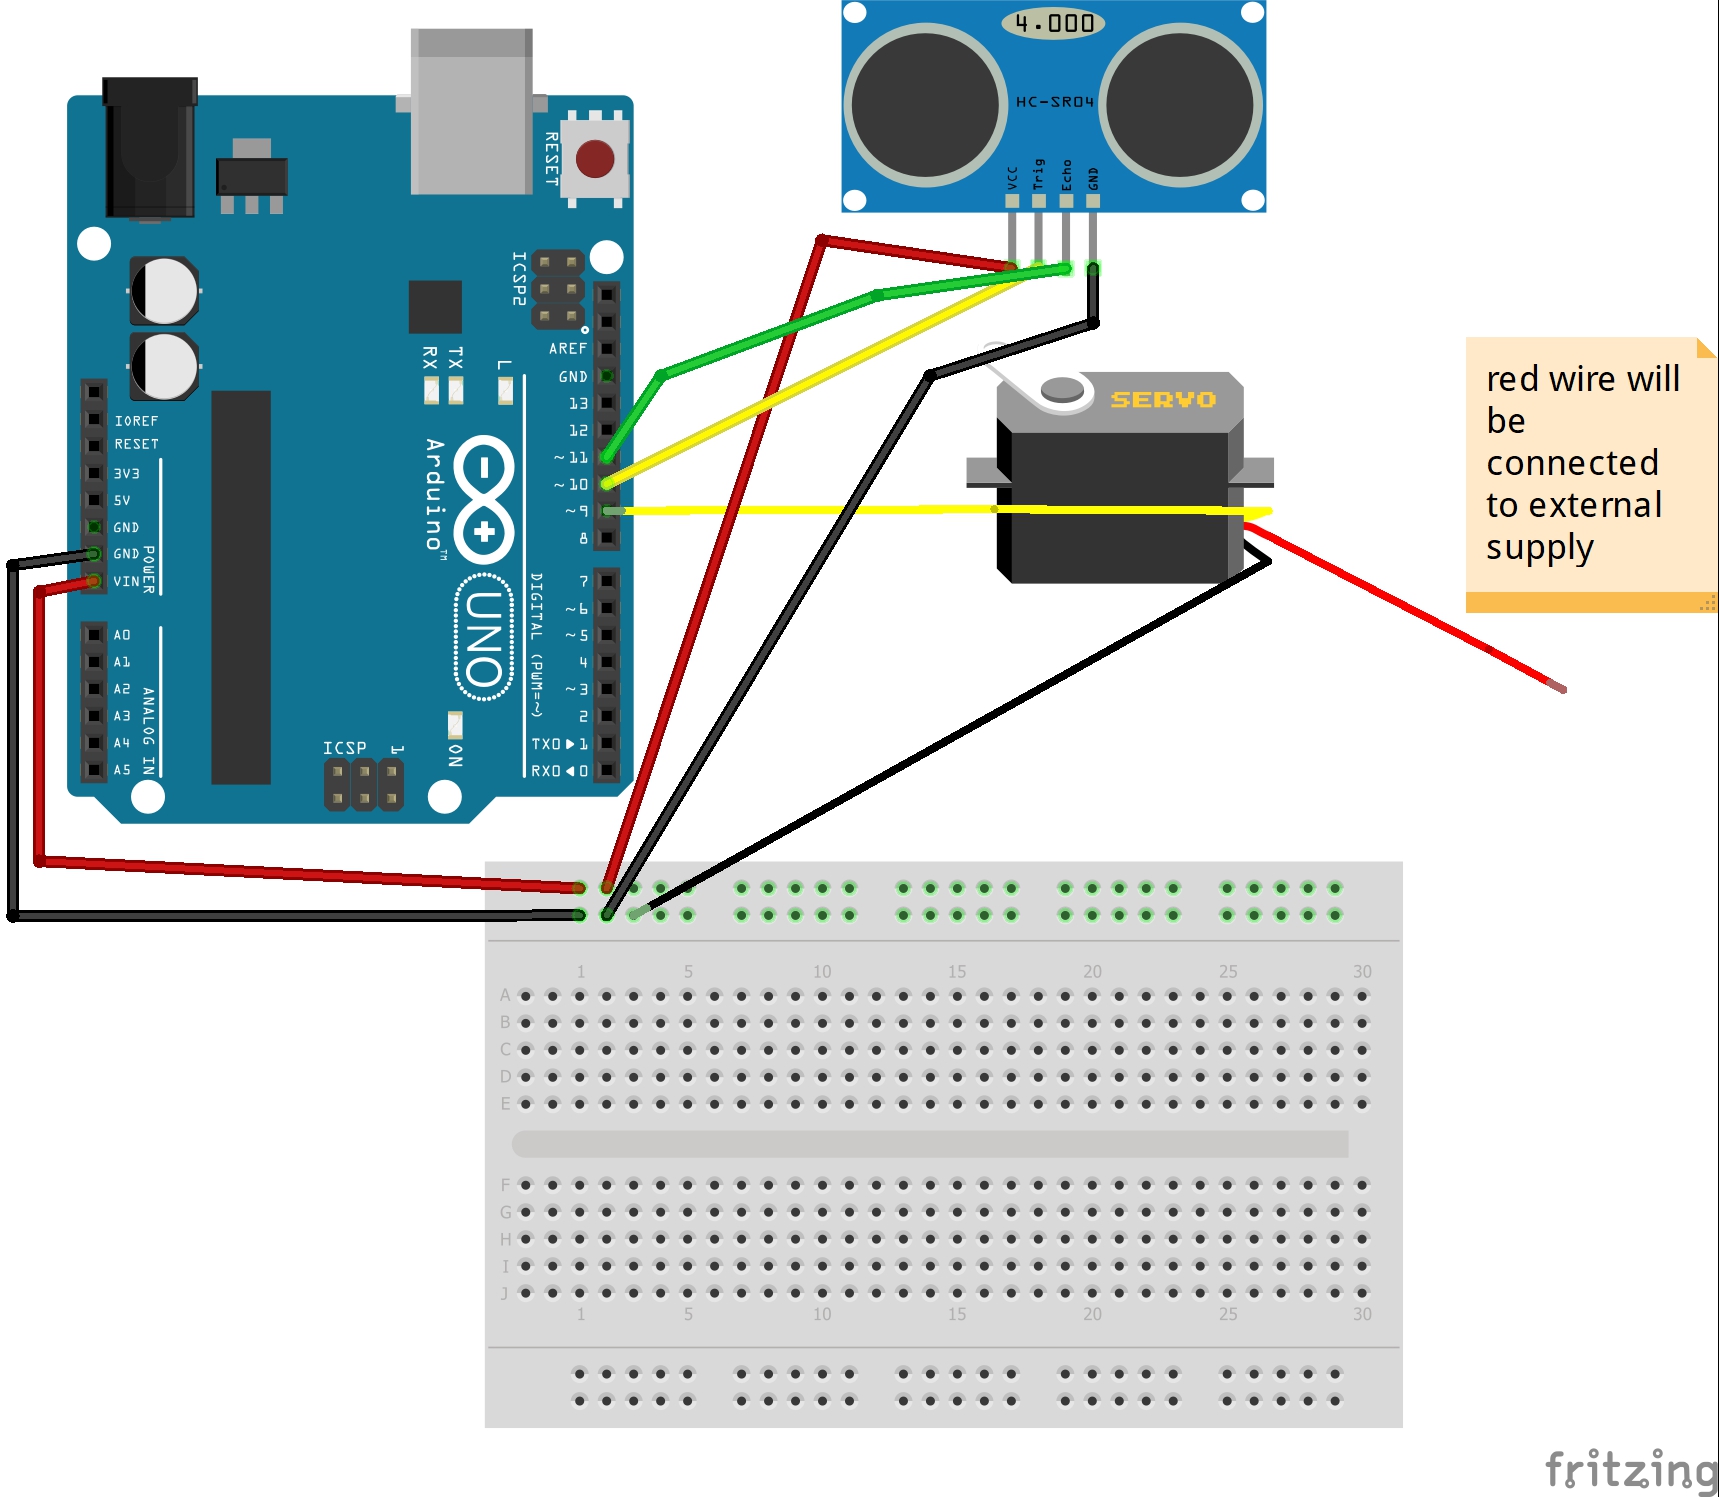 4.000
HC-SR04
VCC
Trig
Echo
GND
RESET
ICSP2
AREF
GND
13
12
~11
~10
~9
8
7
~6
~5
4
~3
2
TX0▶1
RX0◀0
DIGITAL (PWM=~)
RX
TX
L
Arduino™
UNO
IOREF
RESET
3V3
5V
GND
GND
VIN
POWER
A0
A1
A2
A3
A4
A5
ANALOG IN
ICSP
1
ON
SERVO
red wire will
be
connected
to external
supply
1 5 10 15 20 25 30
A
B
C
D
E
F
G
H
I
J
1 5 10 15 20 25 30
fritzing